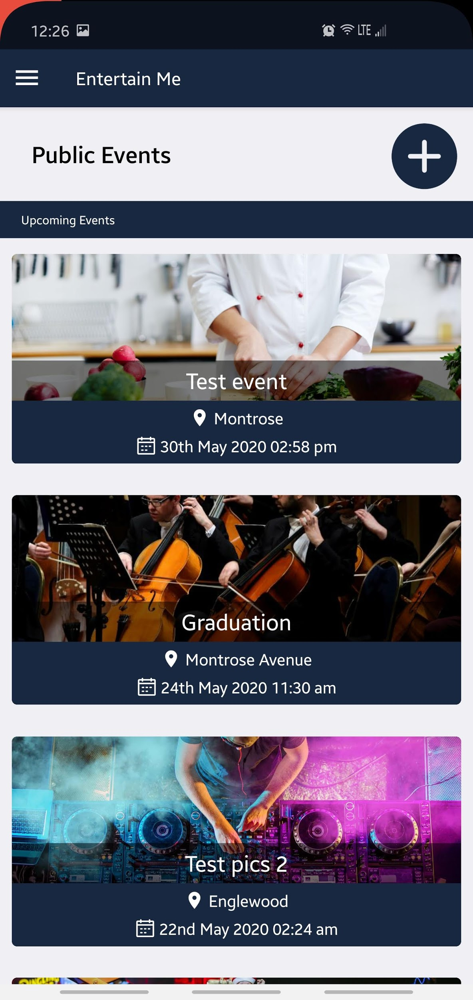 12:26 LTE
Entertain Me
Public Events
Upcoming Events
Test event
Montrose
30th May 2020 02:58 pm
Graduation
Montrose Avenue
24th May 2020 11:30 am
Test pics 2
Englewood
22nd May 2020 02:24 am